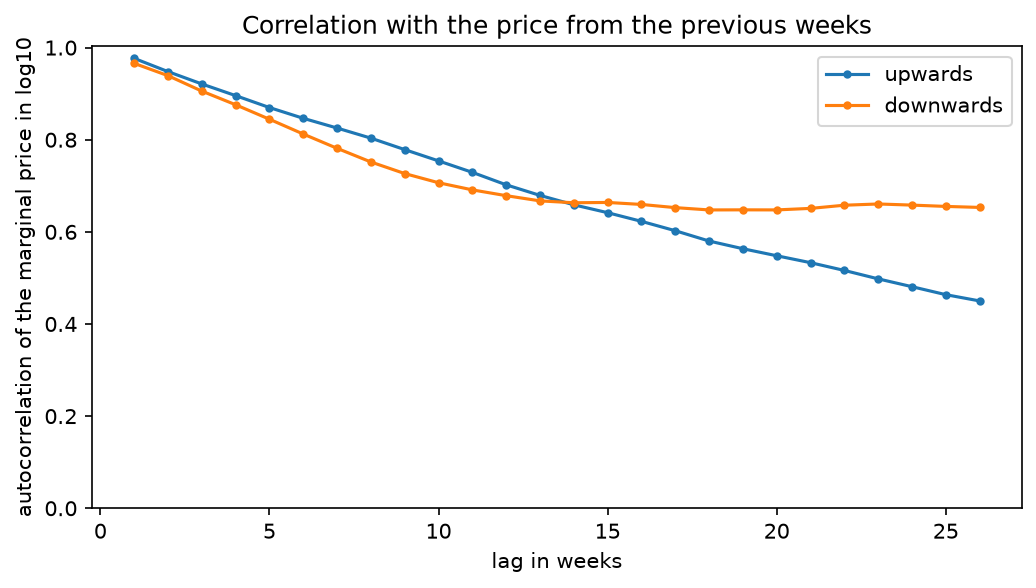 Correlation with the price from the previous weeks
autocorrelation of the marginal price in log10
1.0
0.8
0.6
0.4
0.2
0.0
upwards
downwards
0 5 10 15 20 25
lag in weeks